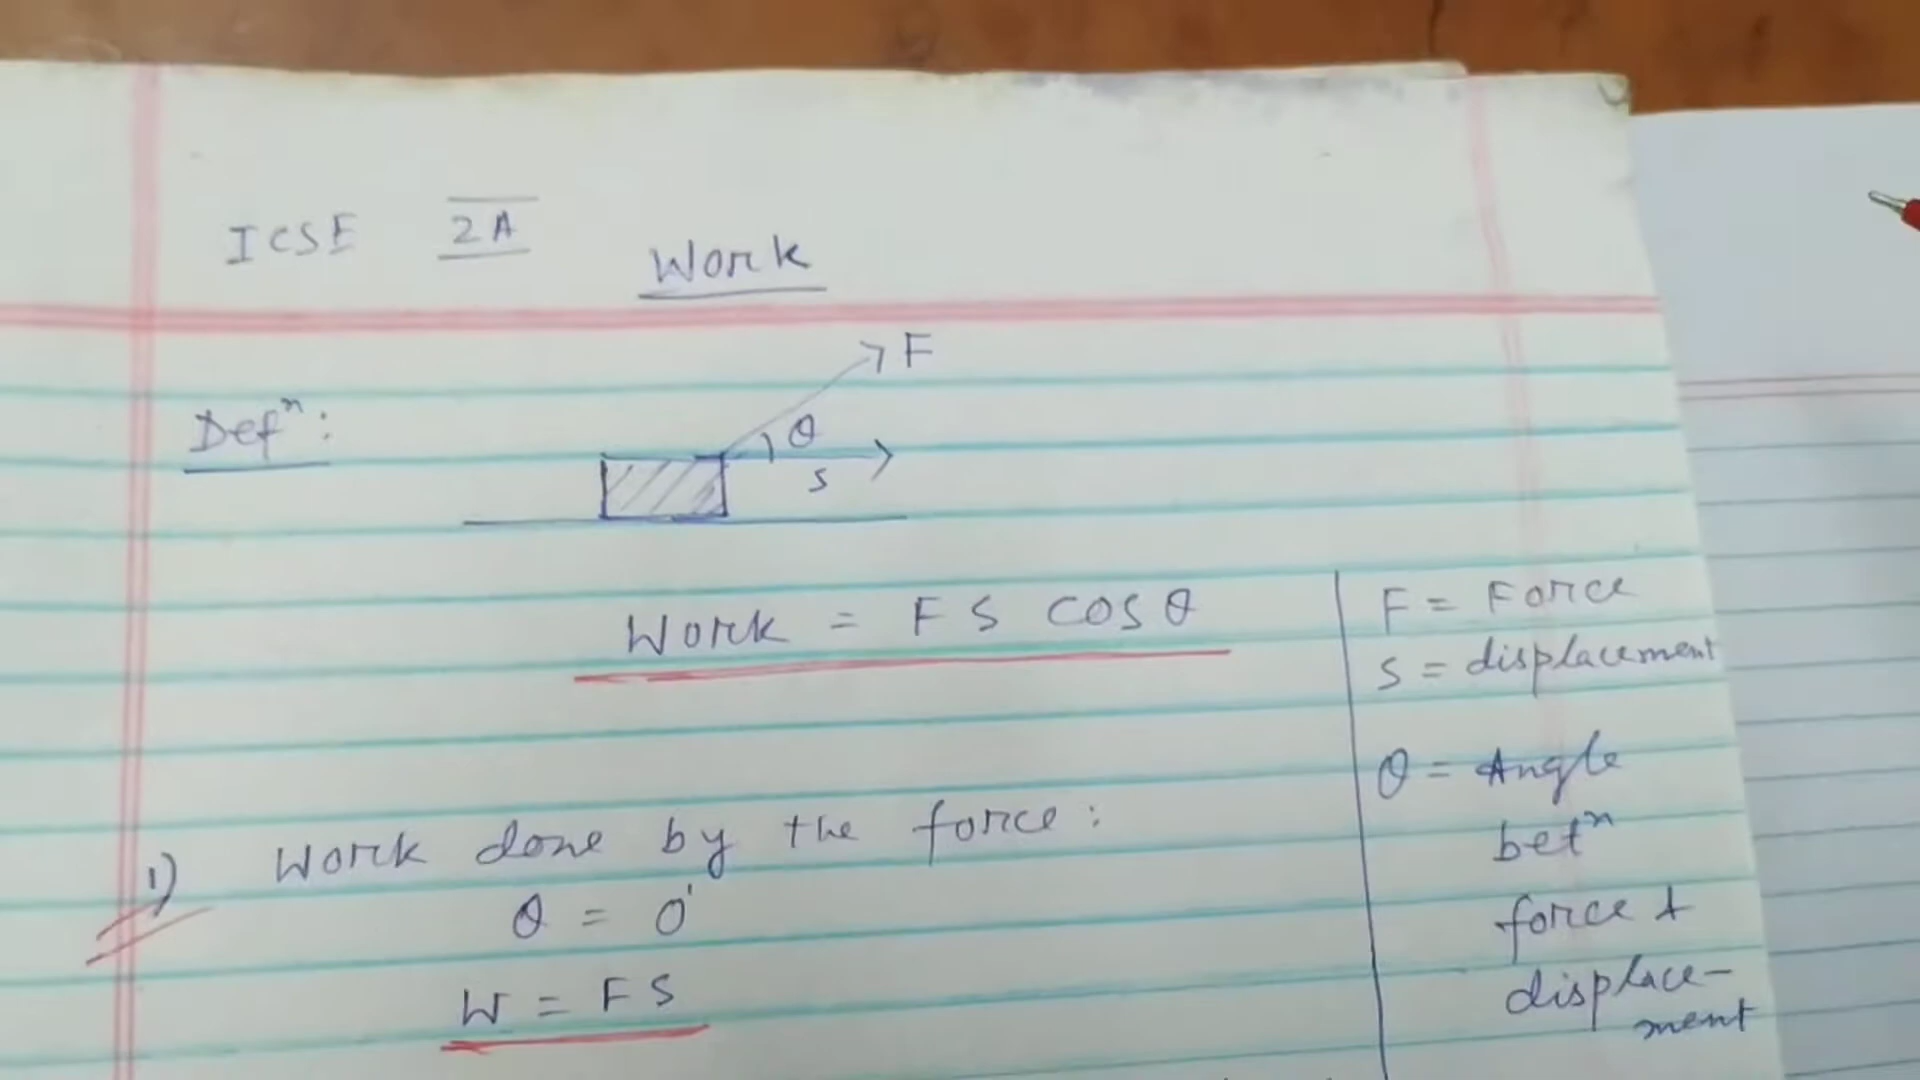 ICSE 2A
Work
F
Defⁿ:
θ
s
Work = F S cos θ
F = Force
s = displacement
θ = Angle
betⁿ
force &
displace-
ment
1) Work done by the force:
θ = 0°
W = F S